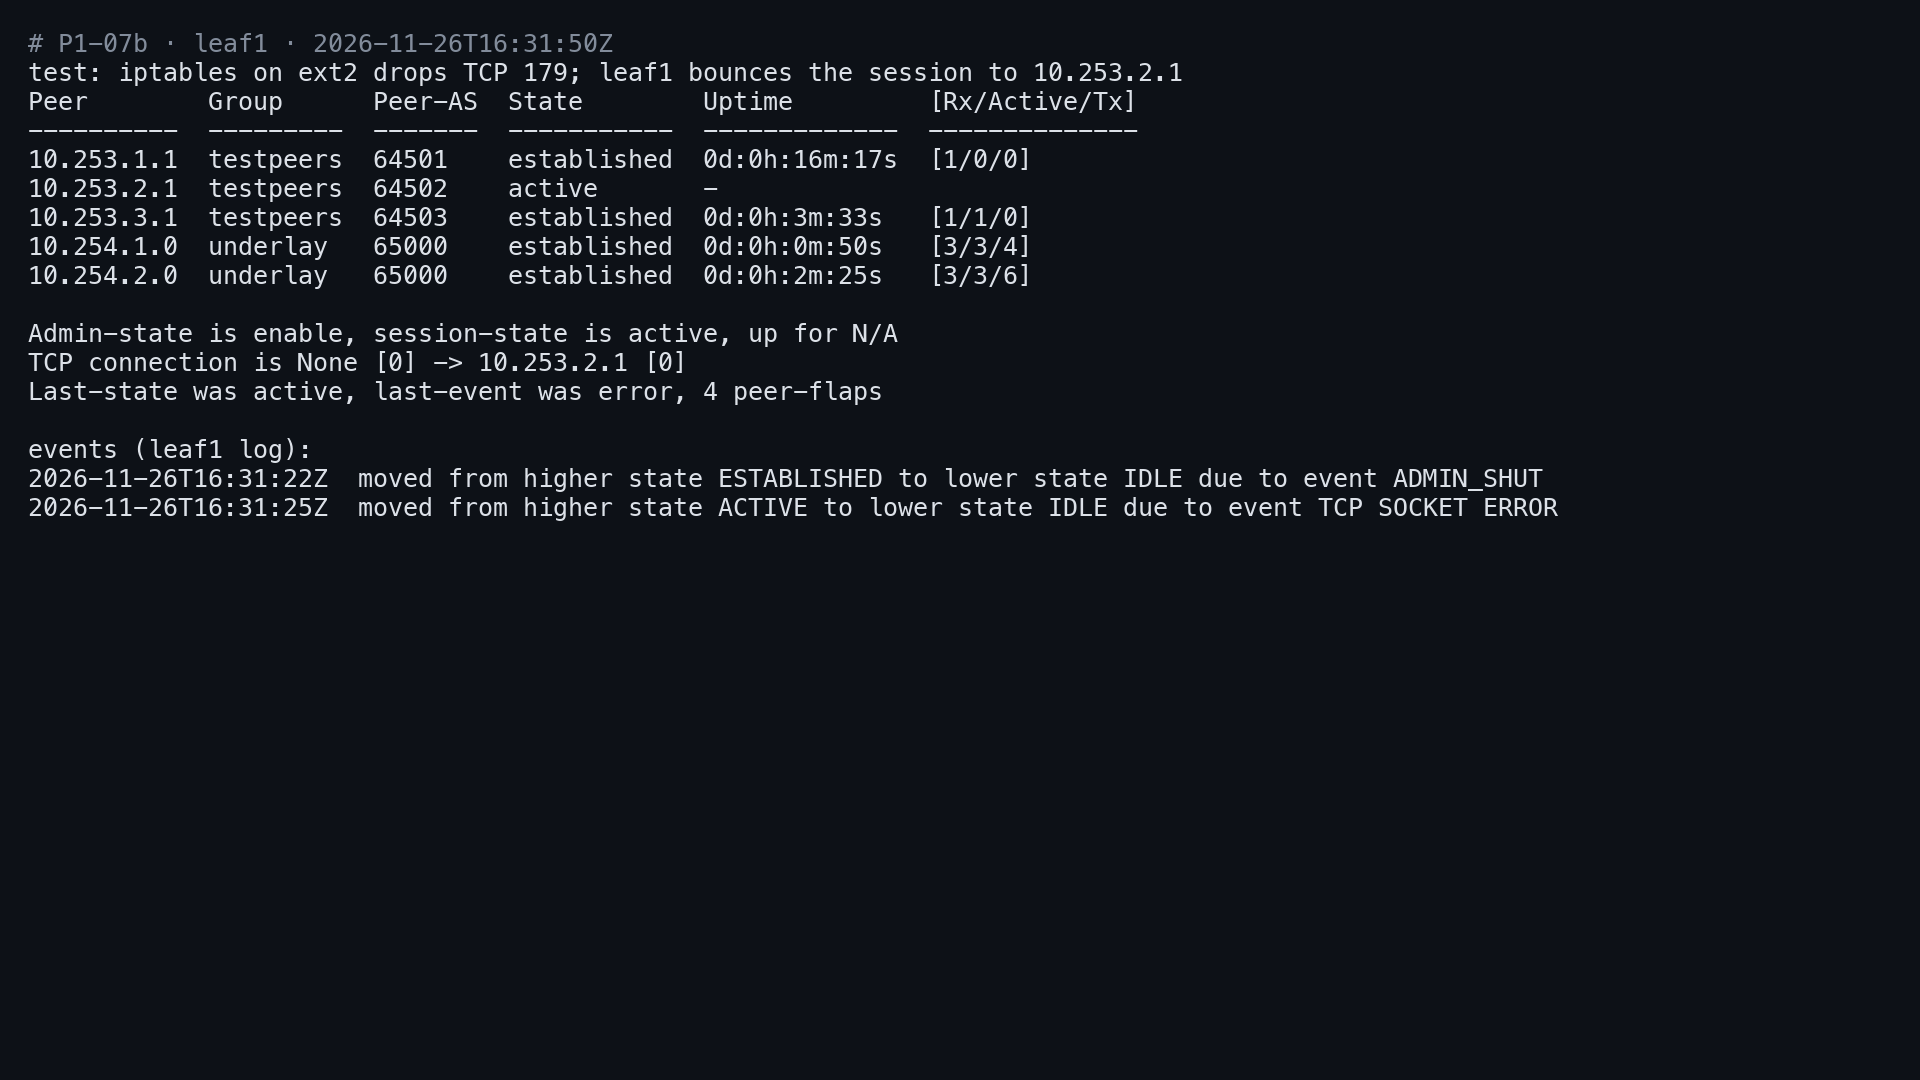 # P1-07b · leaf1 · 2026-11-26T16:31:50Z
test: iptables on ext2 drops TCP 179; leaf1 bounces the session to 10.253.2.1
Peer        Group      Peer-AS  State        Uptime         [Rx/Active/Tx]
----------  ---------  -------  -----------  -------------  --------------
10.253.1.1  testpeers  64501    established  0d:0h:16m:17s  [1/0/0]
10.253.2.1  testpeers  64502    active       -
10.253.3.1  testpeers  64503    established  0d:0h:3m:33s   [1/1/0]
10.254.1.0  underlay   65000    established  0d:0h:0m:50s   [3/3/4]
10.254.2.0  underlay   65000    established  0d:0h:2m:25s   [3/3/6]

Admin-state is enable, session-state is active, up for N/A
TCP connection is None [0] -> 10.253.2.1 [0]
Last-state was active, last-event was error, 4 peer-flaps

events (leaf1 log):
2026-11-26T16:31:22Z  moved from higher state ESTABLISHED to lower state IDLE due to event ADMIN_SHUT
2026-11-26T16:31:25Z  moved from higher state ACTIVE to lower state IDLE due to event TCP SOCKET ERROR